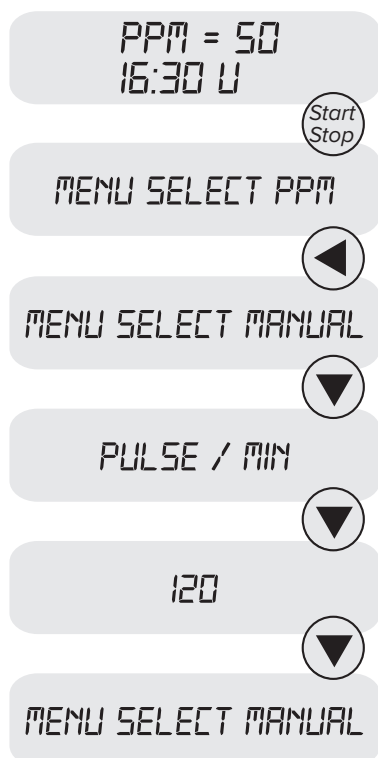 PPM = 50
16:30 U
Start
Stop
MENU SELECT PPM
MENU SELECT MANUAL
PULSE / MIN
120
MENU SELECT MANUAL